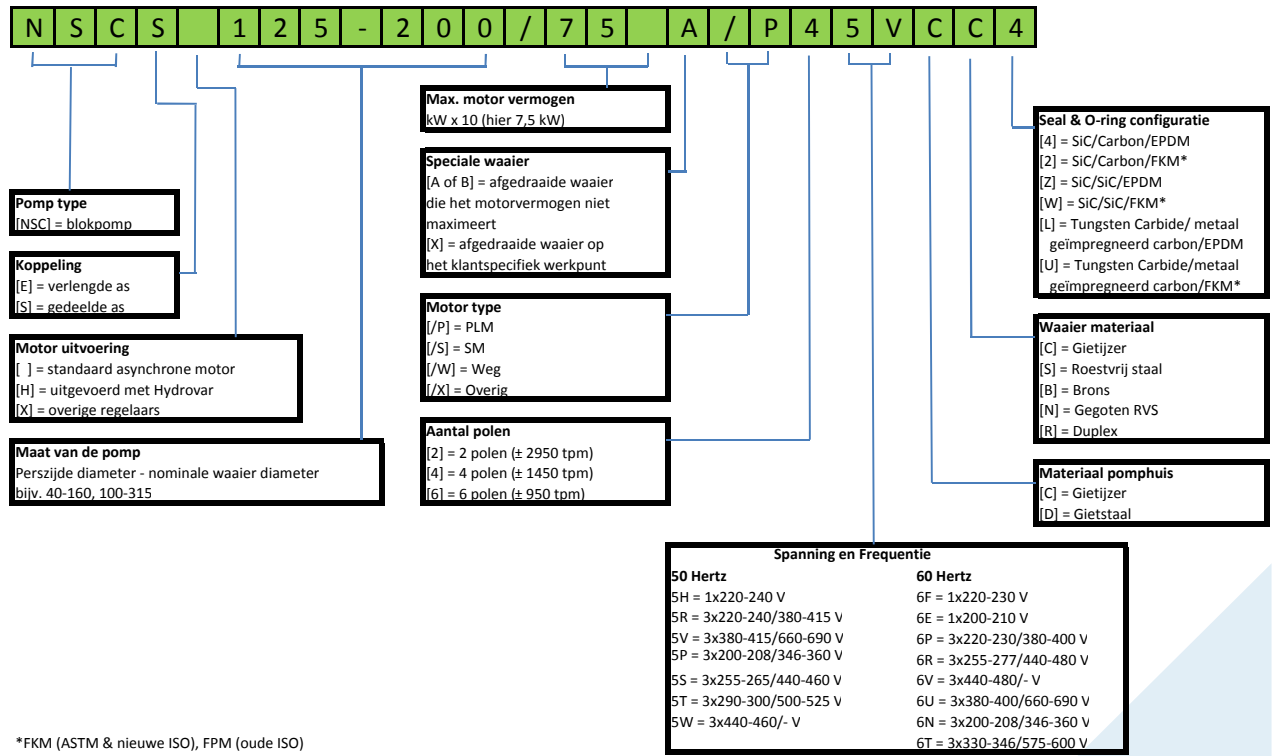 N S C S 1 2 5 - 2 0 0 / 7 5 A / P 4 5 V C C 4
Pomp type
[NSC] = blokpomp
Koppeling
[E] = verlengde as
[S] = gedeelde as
Motor uitvoering
[ ] = standaard asynchrone motor
[H] = uitgevoerd met Hydrovar
[X] = overige regelaars
Maat van de pomp
Perszijde diameter - nominale waaier diameter
bijv. 40-160, 100-315
Max. motor vermogen
kW x 10 (hier 7,5 kW)
Speciale waaier
[A of B] = afgedraaide waaier
die het motorvermogen niet
maximeert
[X] = afgedraaide waaier op
het klantspecifiek werkpunt
Motor type
[/P] = PLM
[/S] = SM
[/W] = Weg
[/X] = Overig
Aantal polen
[2] = 2 polen (± 2950 tpm)
[4] = 4 polen (± 1450 tpm)
[6] = 6 polen (± 950 tpm)
Seal & O-ring configuratie
[4] = SiC/Carbon/EPDM
[2] = SiC/Carbon/FKM*
[Z] = SiC/SiC/EPDM
[W] = SiC/SiC/FKM*
[L] = Tungsten Carbide/ metaal
geïmpregneerd carbon/EPDM
[U] = Tungsten Carbide/metaal
geïmpregneerd carbon/FKM*
Waaier materiaal
[C] = Gietijzer
[S] = Roestvrij staal
[B] = Brons
[N] = Gegoten RVS
[R] = Duplex
Materiaal pomphuis
[C] = Gietijzer
[D] = Gietstaal
Spanning en Frequentie
50 Hertz
5H = 1x220-240 V
5R = 3x220-240/380-415 V
5V = 3x380-415/660-690 V
5P = 3x200-208/346-360 V
5S = 3x255-265/440-460 V
5T = 3x290-300/500-525 V
5W = 3x440-460/- V
60 Hertz
6F = 1x220-230 V
6E = 1x200-210 V
6P = 3x220-230/380-400 V
6R = 3x255-277/440-480 V
6V = 3x440-480/- V
6U = 3x380-400/660-690 V
6N = 3x200-208/346-360 V
6T = 3x330-346/575-600 V
*FKM (ASTM & nieuwe ISO), FPM (oude ISO)